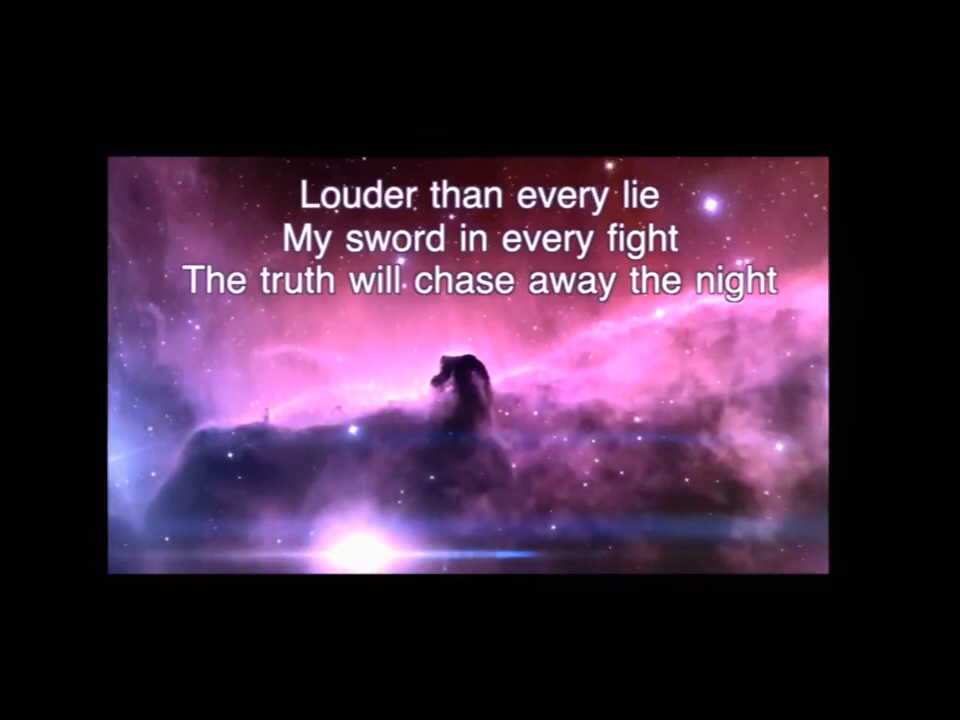 Louder than every lie
My sword in every fight
The truth will chase away the night